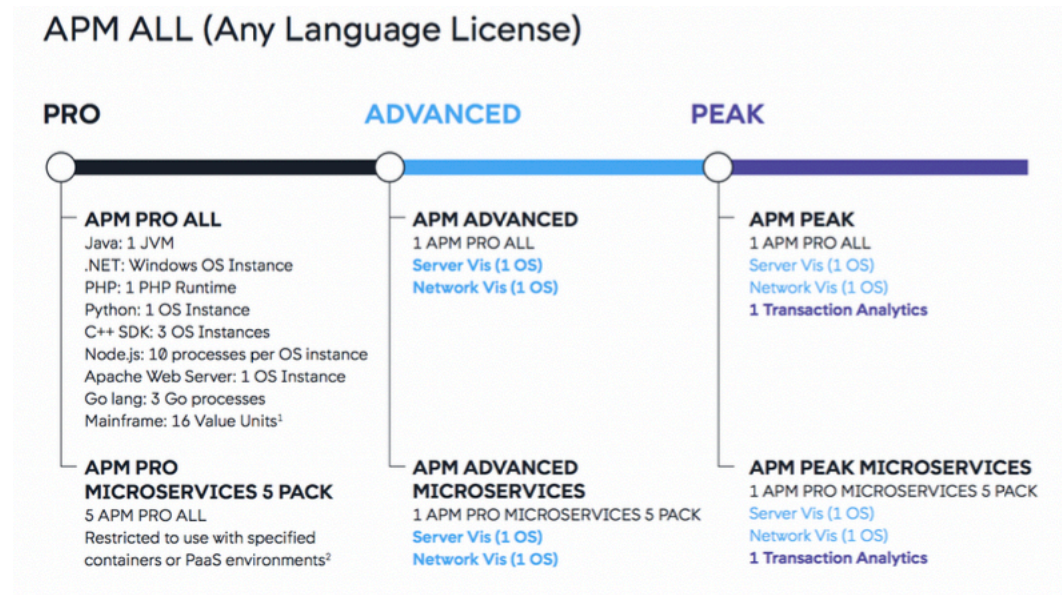 APM ALL (Any Language License)
PRO
ADVANCED
PEAK
APM PRO ALL
Java: 1 JVM
.NET: Windows OS Instance
PHP: 1 PHP Runtime
Python: 1 OS Instance
C++ SDK: 3 OS Instances
Node.js: 10 processes per OS instance
Apache Web Server: 1 OS Instance
Go lang: 3 Go processes
Mainframe: 16 Value Units¹
APM PRO
MICROSERVICES 5 PACK
5 APM PRO ALL
Restricted to use with specified
containers or PaaS environments²
APM ADVANCED
1 APM PRO ALL
Server Vis (1 OS)
Network Vis (1 OS)
APM ADVANCED
MICROSERVICES
1 APM PRO MICROSERVICES 5 PACK
Server Vis (1 OS)
Network Vis (1 OS)
APM PEAK
1 APM PRO ALL
Server Vis (1 OS)
Network Vis (1 OS)
1 Transaction Analytics
APM PEAK MICROSERVICES
1 APM PRO MICROSERVICES 5 PACK
Server Vis (1 OS)
Network Vis (1 OS)
1 Transaction Analytics